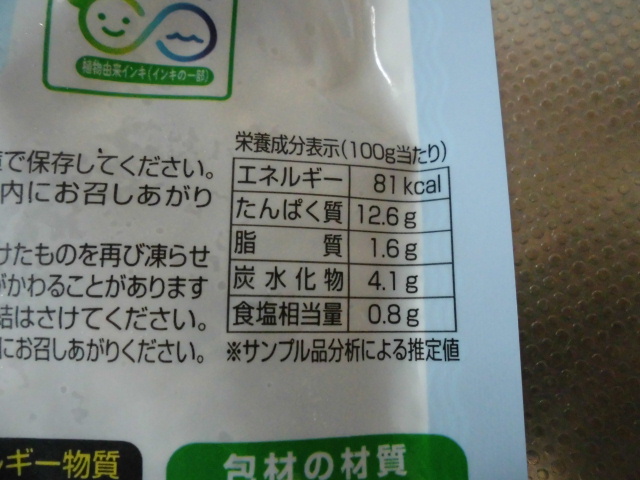 植物由来インキ(インキの一部)
で保存してください。
内にお召しあがり
けたものを再び凍らせ
がかわることがあります
結はさけてください。
にお召しあがりください。
栄養成分表示(100g当たり)
エネルギー 81kcal
たんぱく質 12.6g
脂質 1.6g
炭水化物 4.1g
食塩相当量 0.8g
※サンプル品分析による推定値
ルギー物質
包材の材質